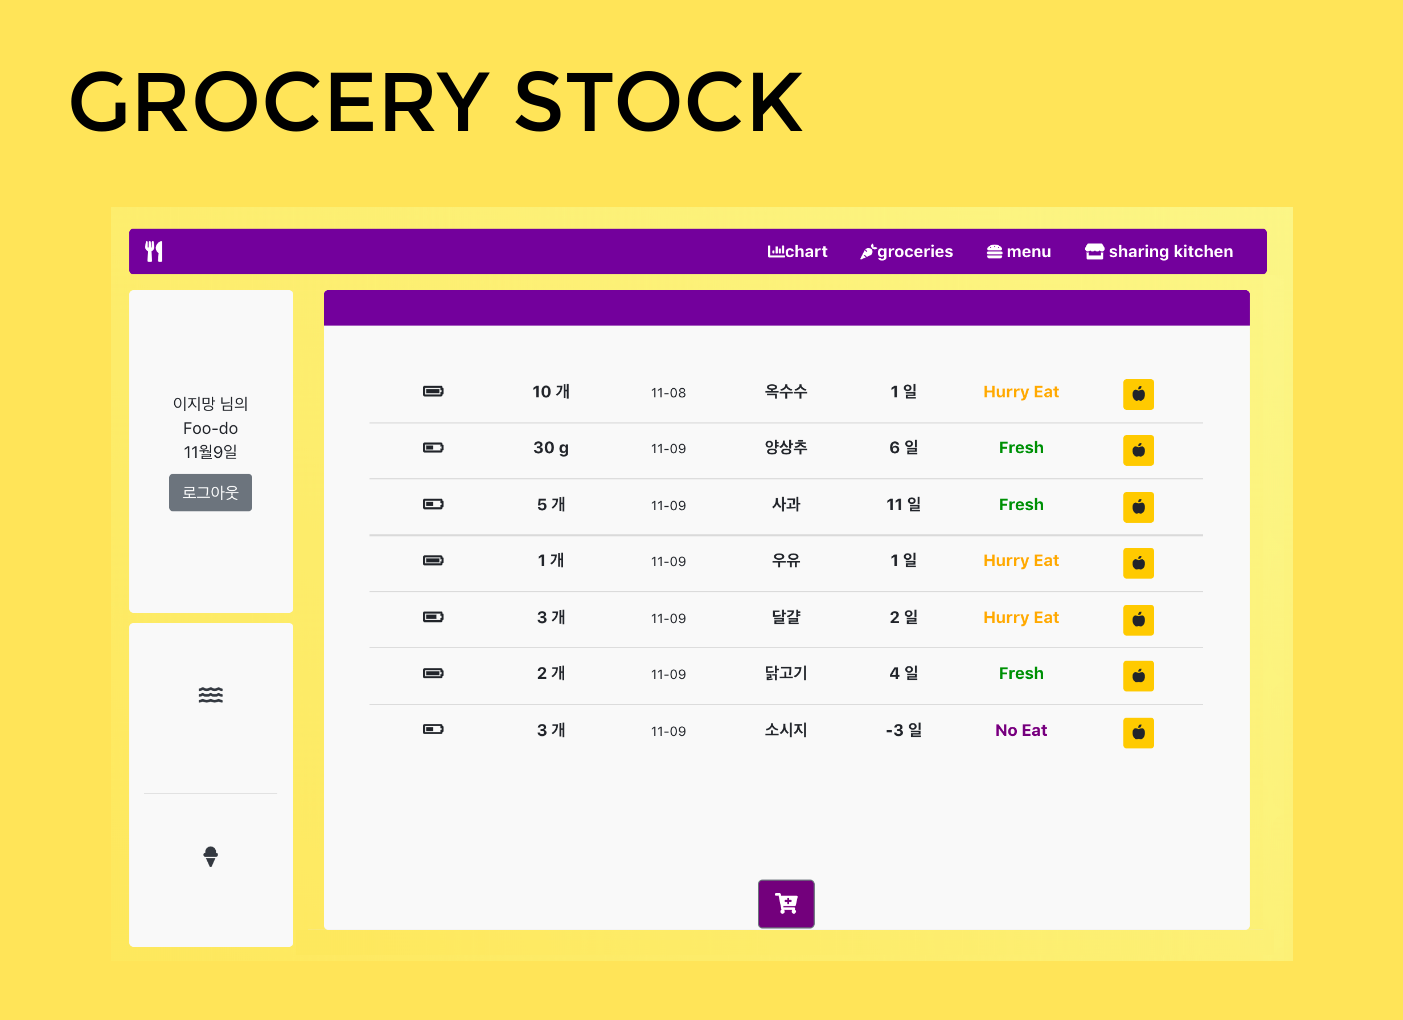 GROCERY STOCK
chart groceries menu sharing kitchen
이지망 님의
Foo-do
11월9일
로그아웃
10 개 11-08 옥수수 1 일 Hurry Eat
30 g 11-09 양상추 6 일 Fresh
5 개 11-09 사과 11 일 Fresh
1 개 11-09 우유 1 일 Hurry Eat
3 개 11-09 달걀 2 일 Hurry Eat
2 개 11-09 닭고기 4 일 Fresh
3 개 11-09 소시지 -3 일 No Eat